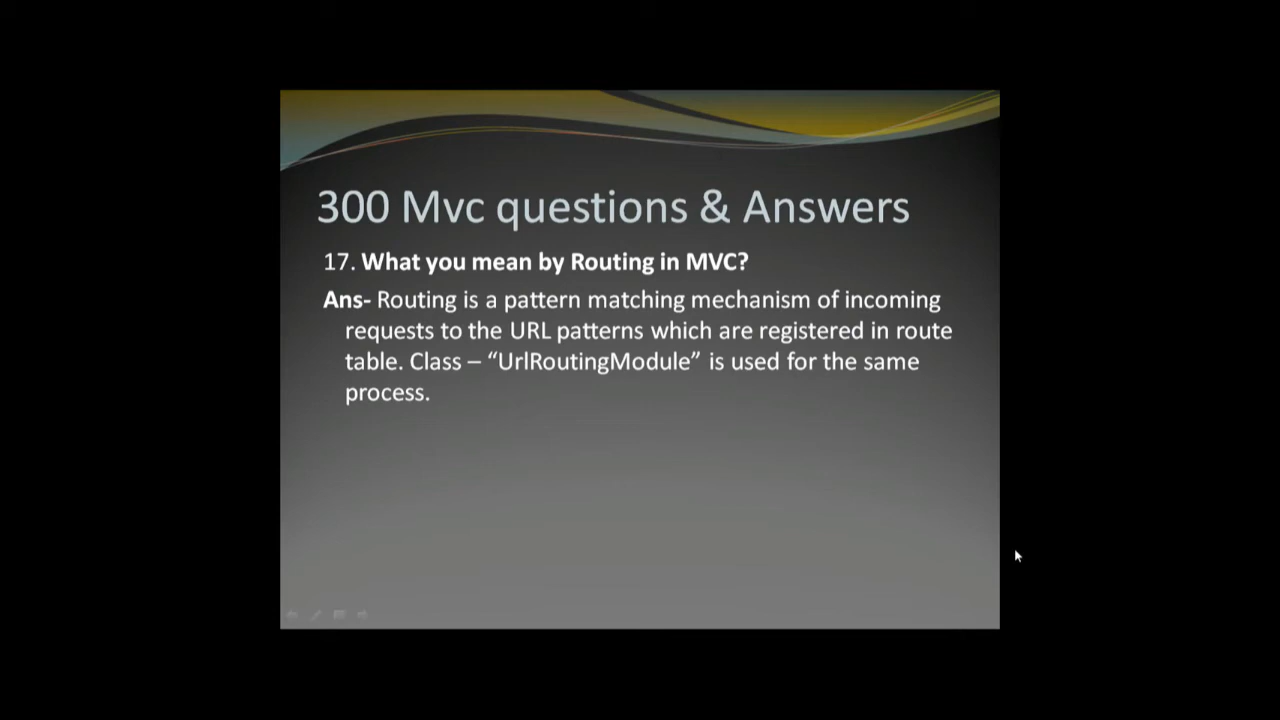 300 Mvc questions & Answers
17. What you mean by Routing in MVC?
Ans- Routing is a pattern matching mechanism of incoming
requests to the URL patterns which are registered in route
table. Class – “UrlRoutingModule” is used for the same
process.